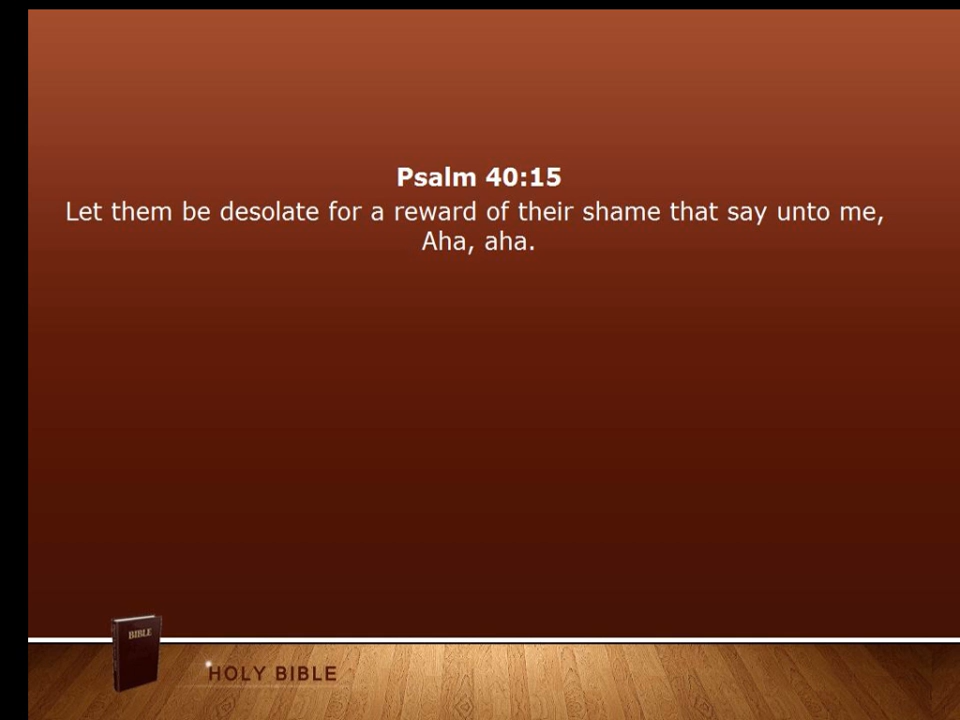 Psalm 40:15
Let them be desolate for a reward of their shame that say unto me,
Aha, aha.
BIBLE
HOLY BIBLE